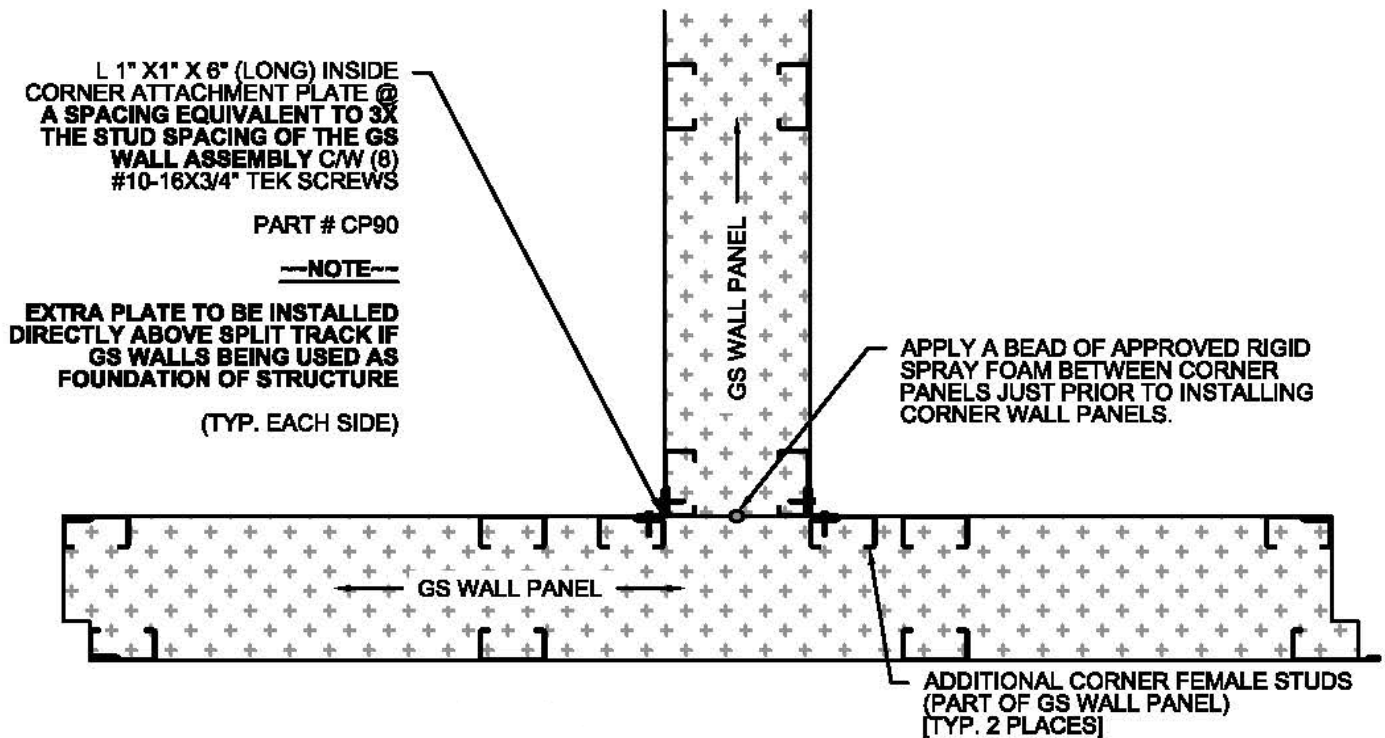 L 1" X1" X 6" (LONG) INSIDE
CORNER ATTACHMENT PLATE @
A SPACING EQUIVALENT TO 3X
THE STUD SPACING OF THE GS
WALL ASSEMBLY C/W (8)
#10-16X3/4" TEK SCREWS
PART # CP90
~~NOTE~~
EXTRA PLATE TO BE INSTALLED
DIRECTLY ABOVE SPLIT TRACK IF
GS WALLS BEING USED AS
FOUNDATION OF STRUCTURE
(TYP. EACH SIDE)
GS WALL PANEL
APPLY A BEAD OF APPROVED RIGID
SPRAY FOAM BETWEEN CORNER
PANELS JUST PRIOR TO INSTALLING
CORNER WALL PANELS.
GS WALL PANEL
ADDITIONAL CORNER FEMALE STUDS
(PART OF GS WALL PANEL)
[TYP. 2 PLACES]